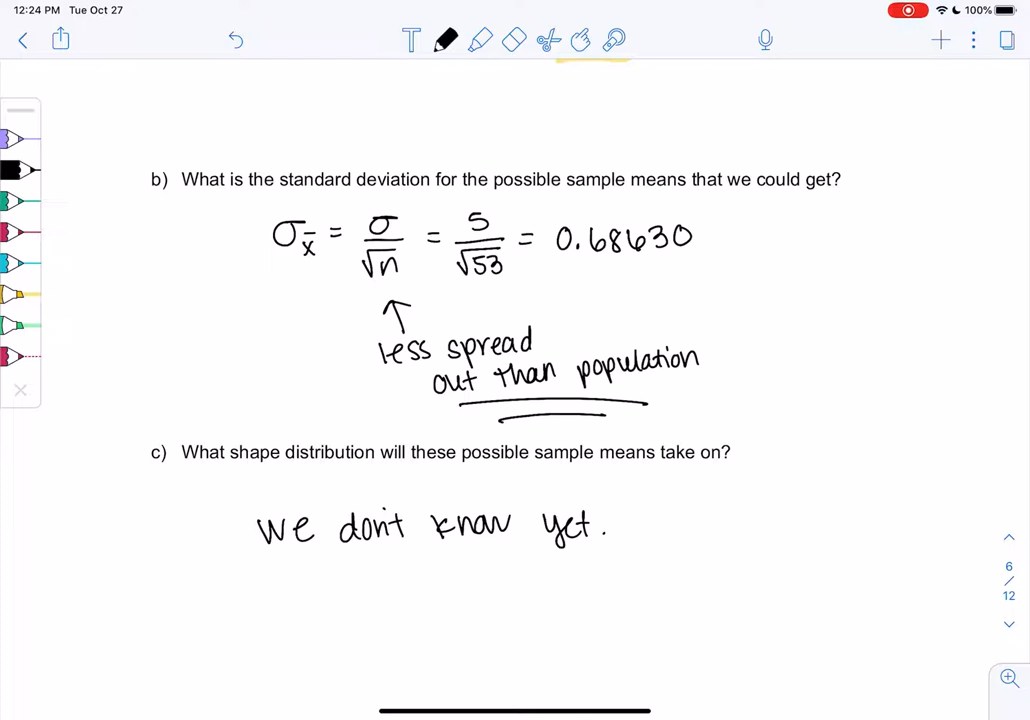 12:24 PM Tue Oct 27 100%
T
b) What is the standard deviation for the possible sample means that we could get?
σx̄ = σ/√n = 5/√53 = 0.68630
less spread
out than population
c) What shape distribution will these possible sample means take on?
we don't know yet.
6
/
12